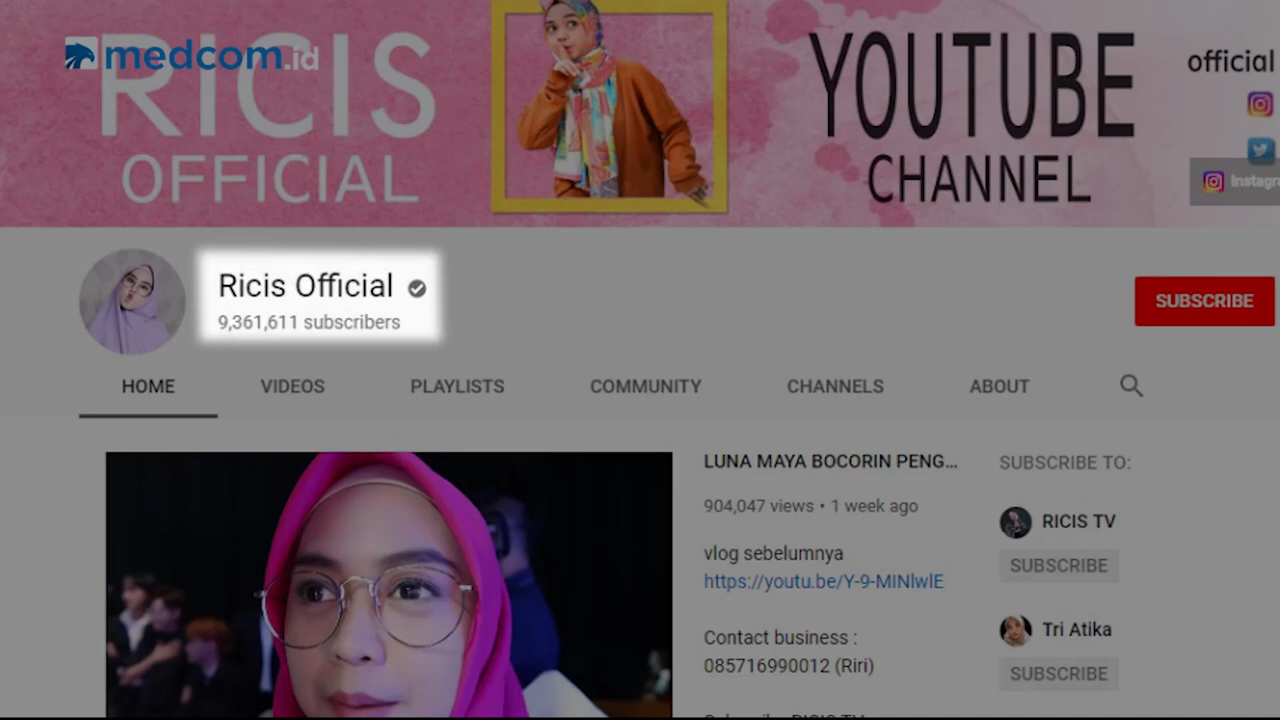 medcom.id
RICIS
OFFICIAL
YOUTUBE
CHANNEL
official
Ricis Official
9,361,611 subscribers
SUBSCRIBE
HOME
VIDEOS
PLAYLISTS
COMMUNITY
CHANNELS
ABOUT
LUNA MAYA BOCORIN PENG...
904,047 views • 1 week ago
vlog sebelumnya
https://youtu.be/Y-9-MINlwlE
Contact business :
085716990012 (Riri)
SUBSCRIBE TO:
RICIS TV
SUBSCRIBE
Tri Atika
SUBSCRIBE